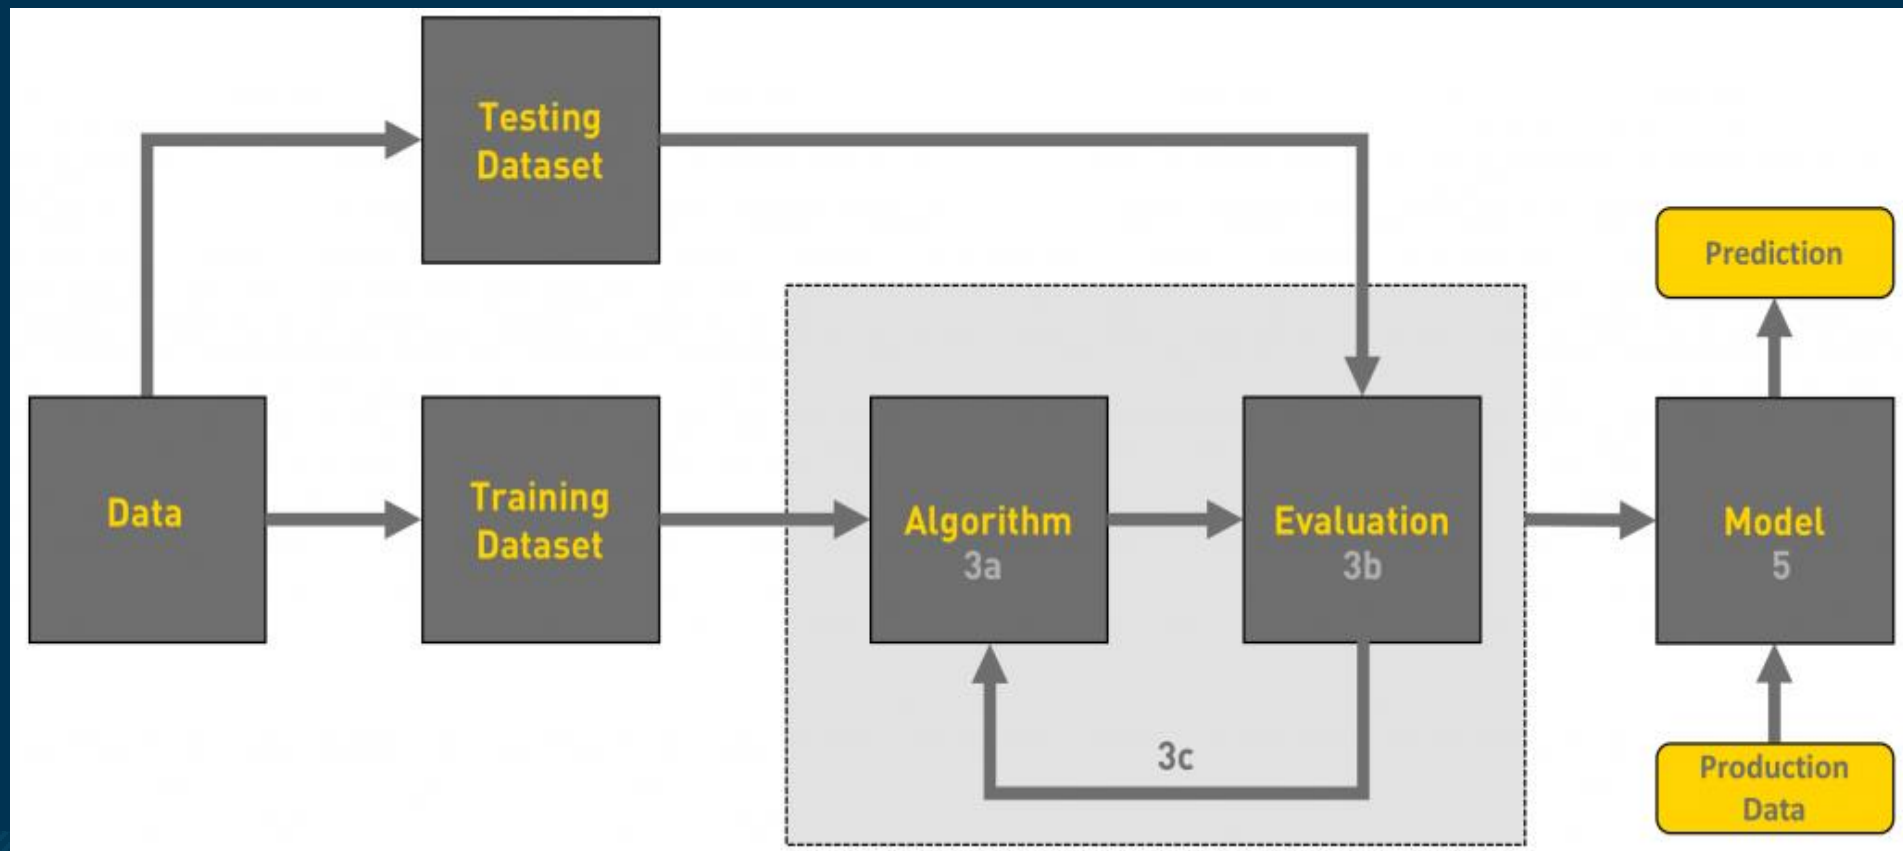 Testing
Dataset
Prediction
Data
Training
Dataset
Algorithm
3a
Evaluation
3b
Model
5
3c
Production
Data